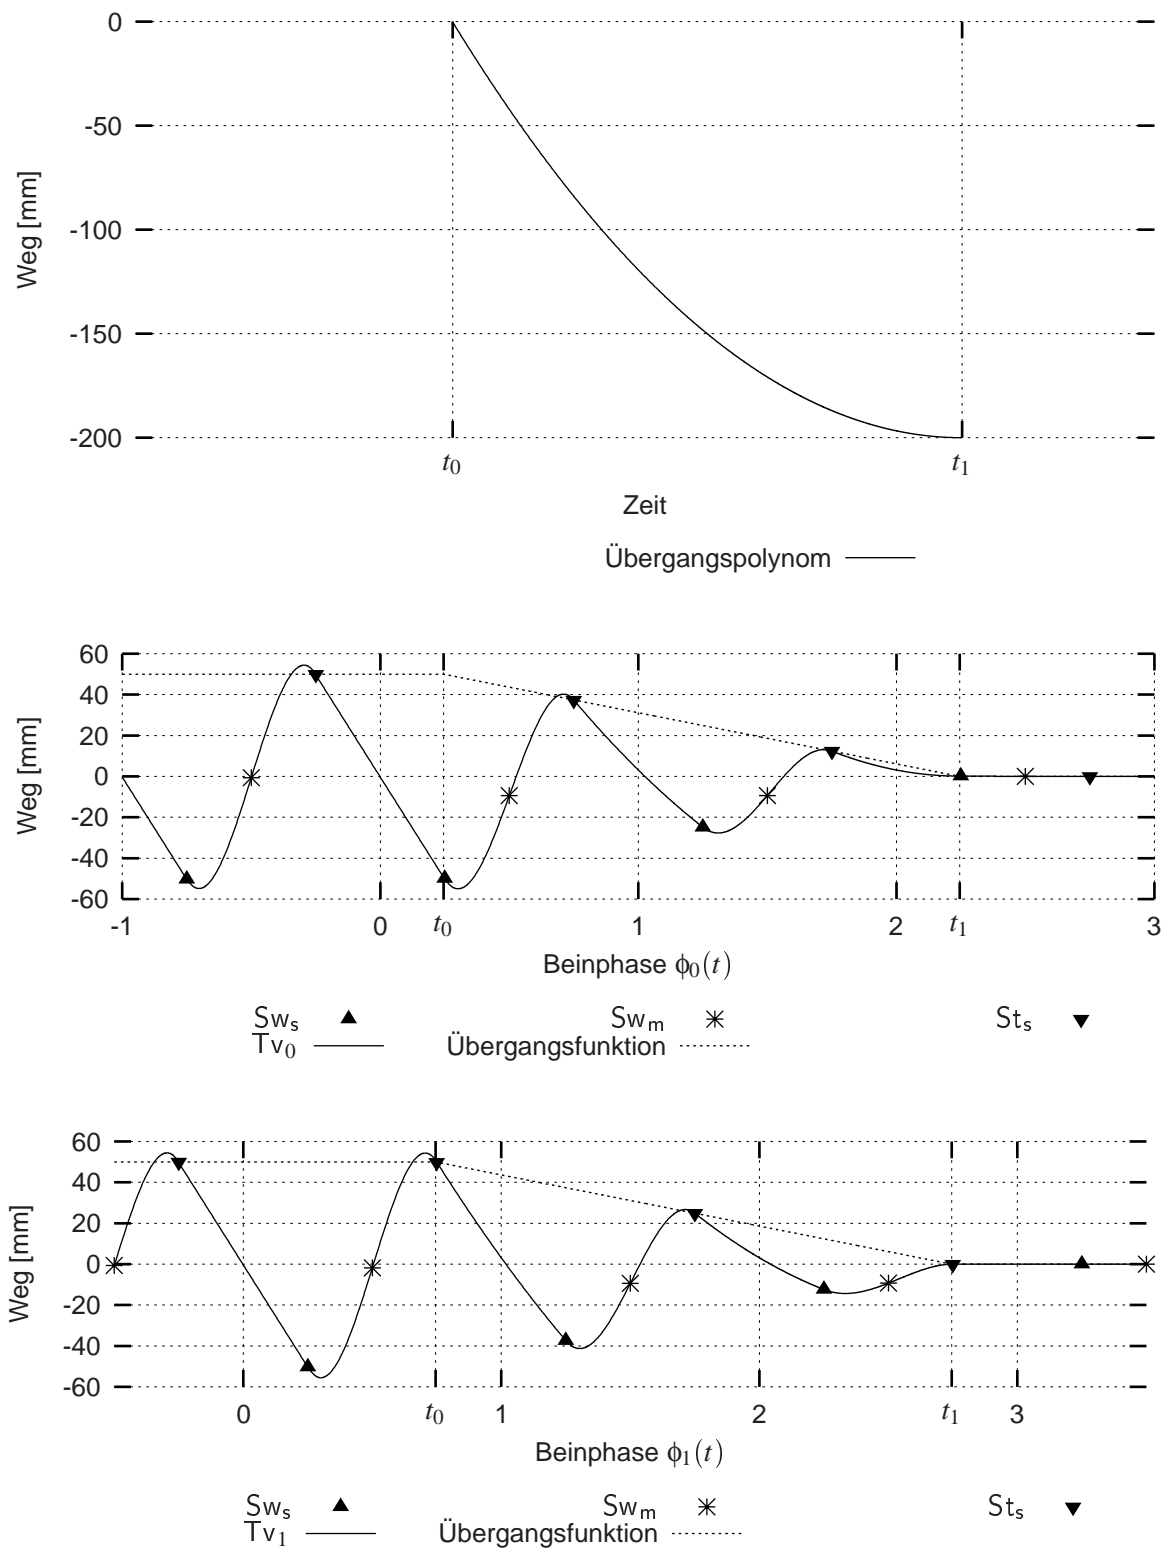 0
-50
-100
-150
-200
Weg [mm]
t0 t1
Zeit
Übergangspolynom
60
40
20
0
-20
-40
-60
Weg [mm]
-1 0 t0 1 2 t1 3
Beinphase ϕ0(t)
Sws Swm Sts
Tv0 Übergangsfunktion
60
40
20
0
-20
-40
-60
Weg [mm]
0 t0 1 2 t1 3
Beinphase ϕ1(t)
Sws Swm Sts
Tv1 Übergangsfunktion